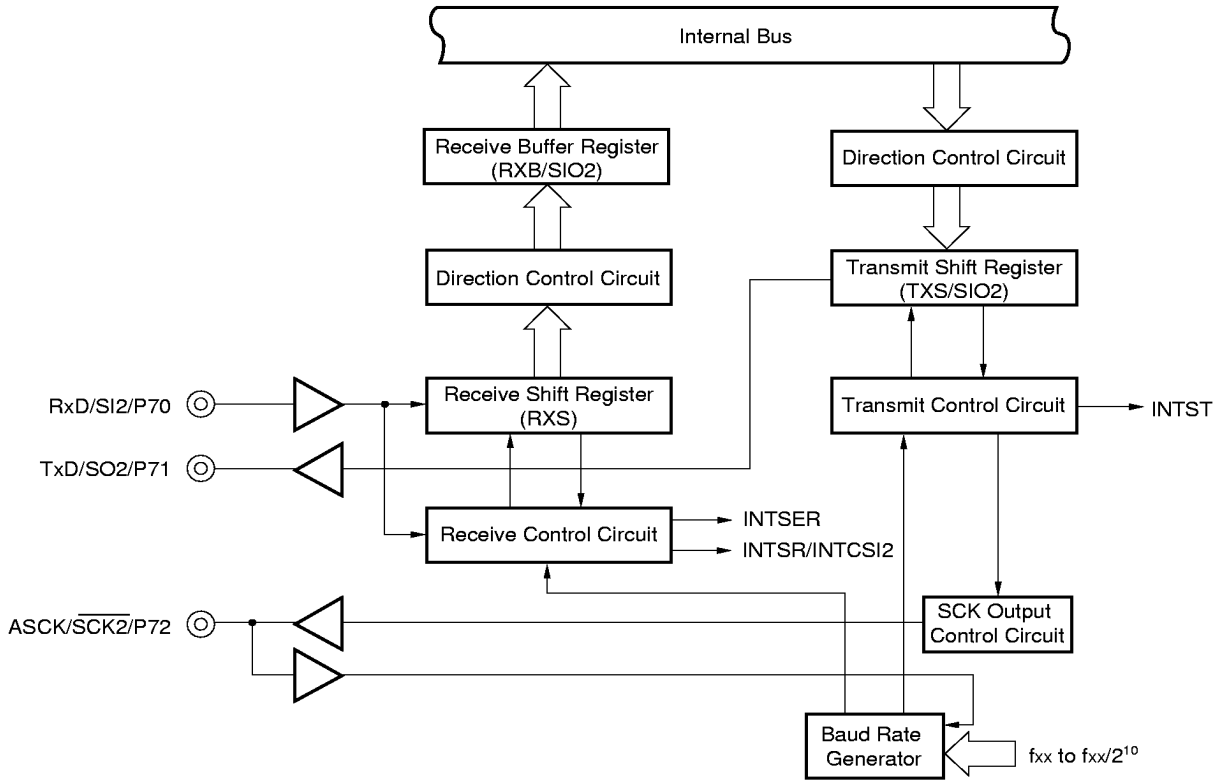 Internal Bus
Receive Buffer Register
(RXB/SIO2)
Direction Control Circuit
Direction Control Circuit
Transmit Shift Register
(TXS/SIO2)
RxD/SI2/P70
Receive Shift Register
(RXS)
Transmit Control Circuit
INTST
TxD/SO2/P71
Receive Control Circuit
INTSER
INTSR/INTCSI2
ASCK/S̅C̅K̅2̅/P72
SCK Output
Control Circuit
Baud Rate
Generator
fxx to fxx/2¹⁰